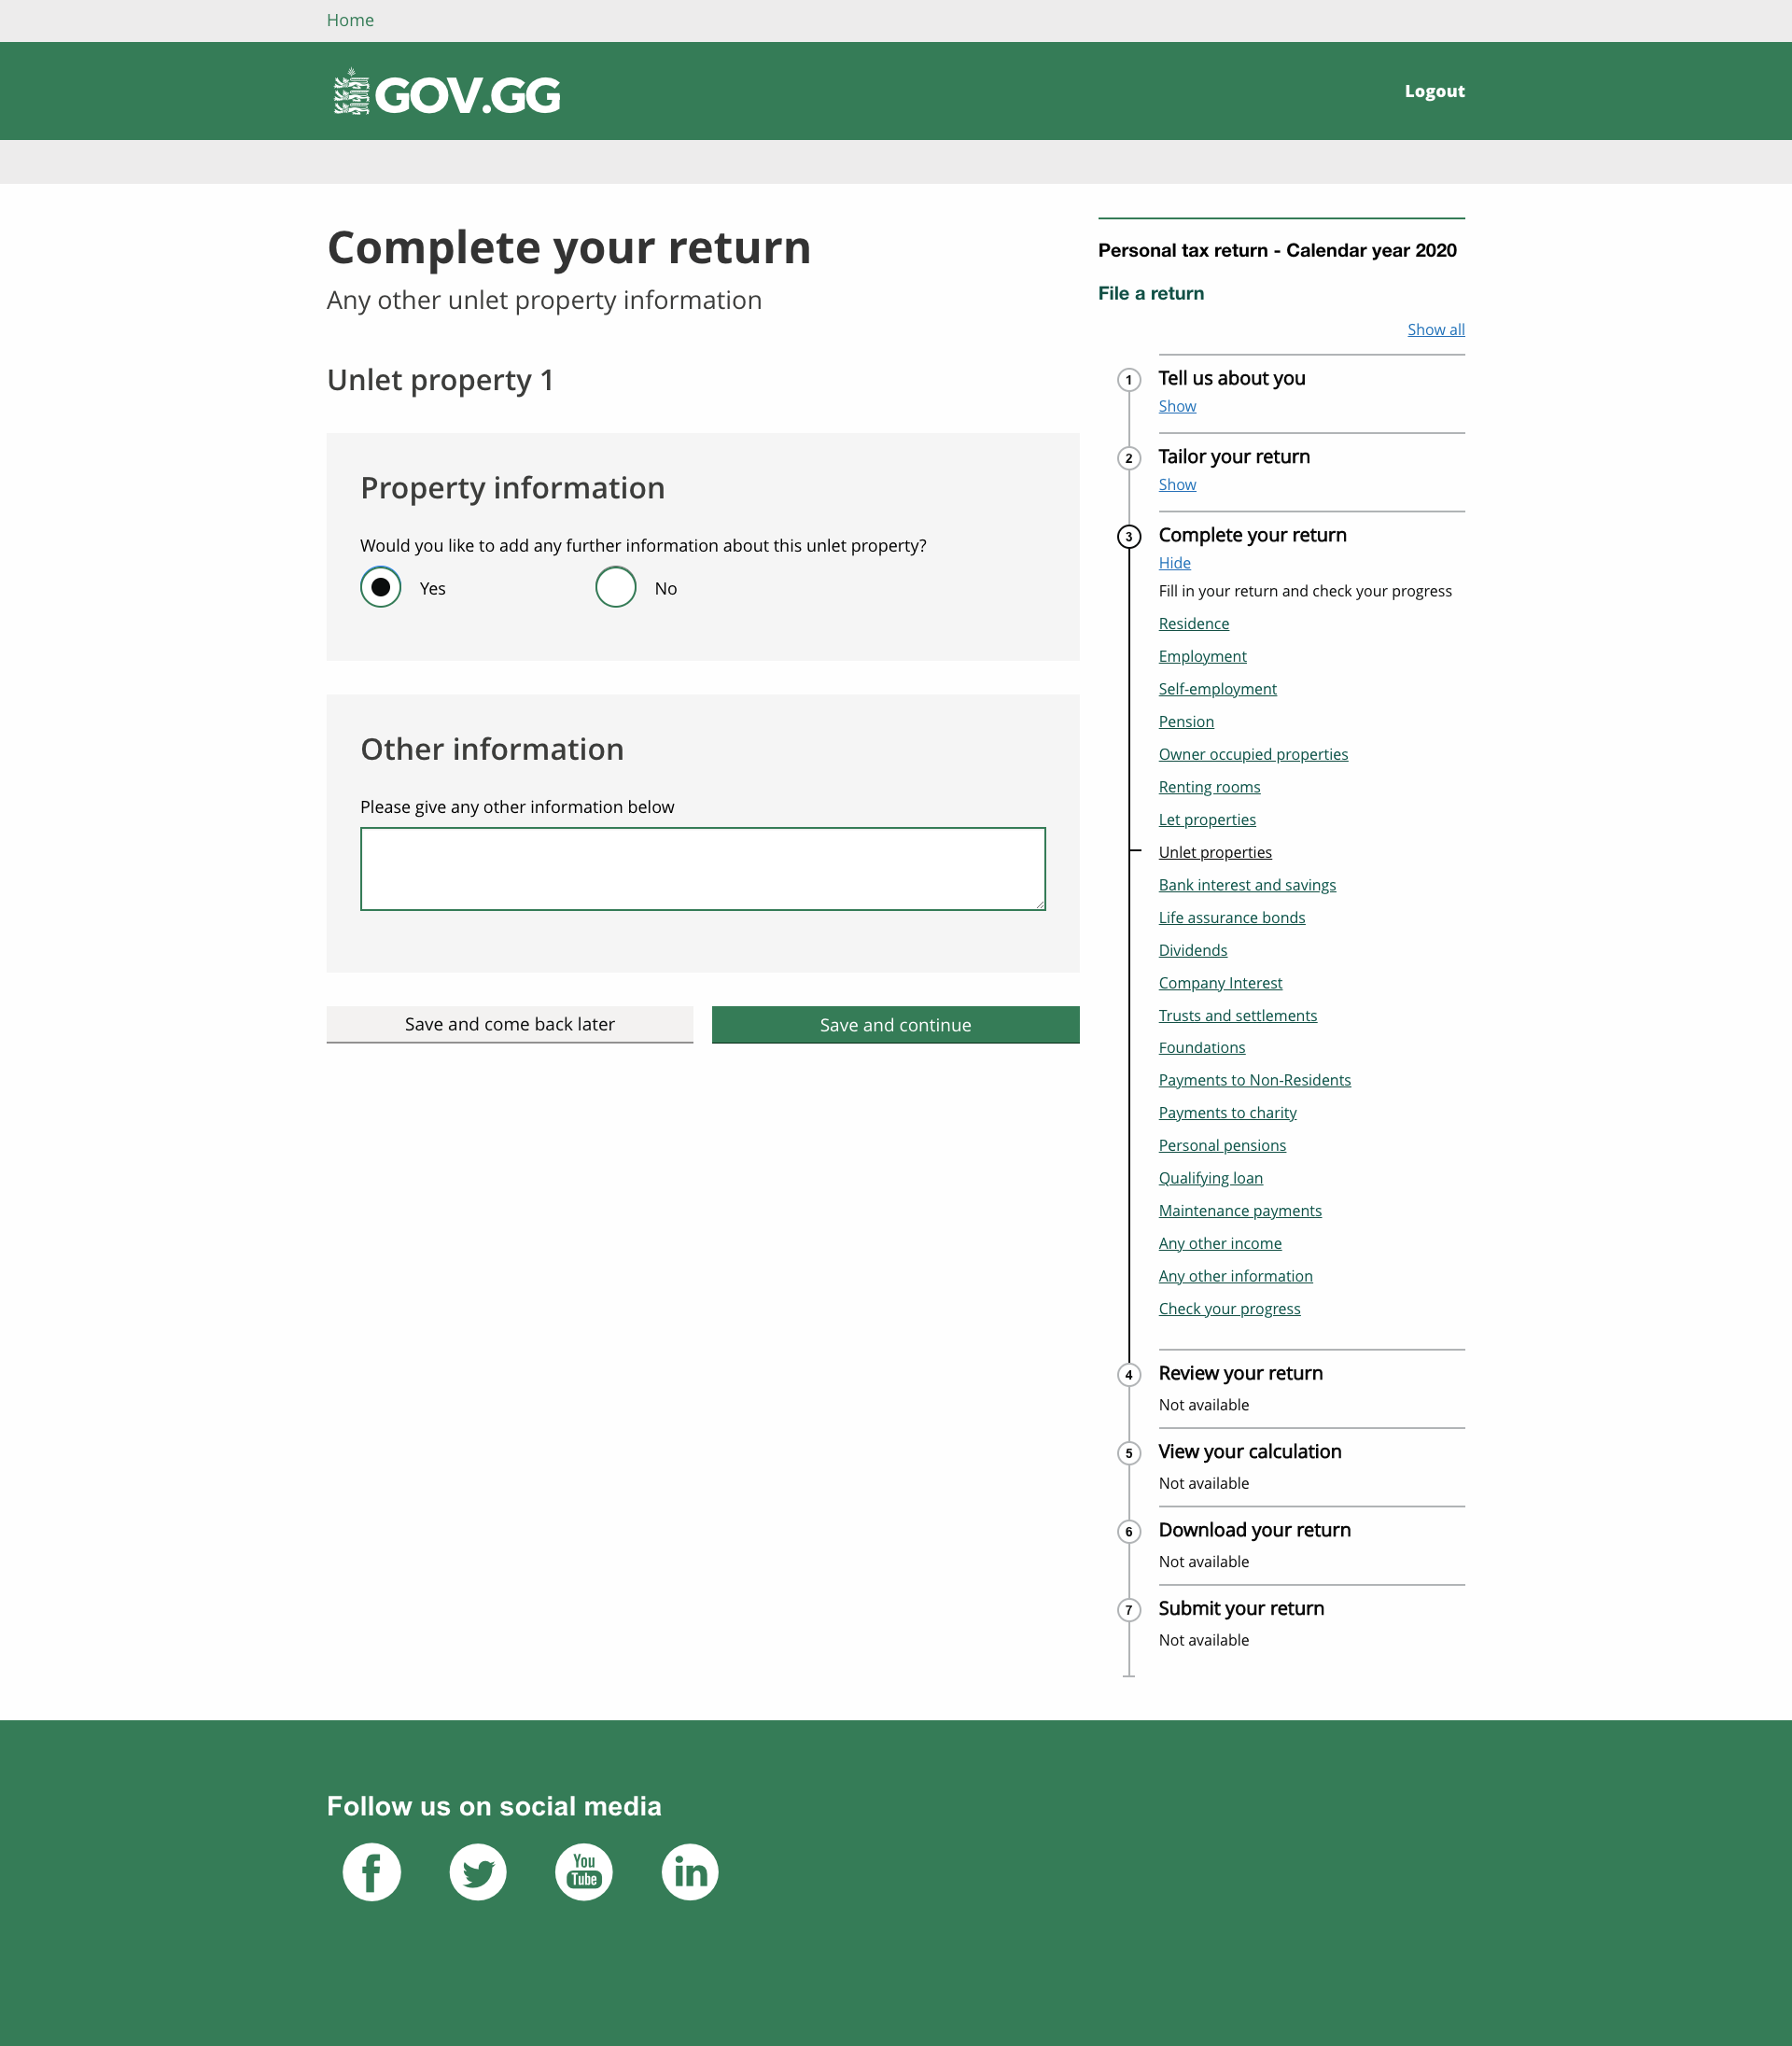 Home
GOV.GG
Logout
Complete your return
Any other unlet property information
Unlet property 1
Property information
Would you like to add any further information about this unlet property?
Yes
No
Other information
Please give any other information below
Save and come back later
Save and continue
Personal tax return - Calendar year 2020
File a return
Show all
1
Tell us about you
Show
2
Tailor your return
Show
3
Complete your return
Hide
Fill in your return and check your progress
Residence
Employment
Self-employment
Pension
Owner occupied properties
Renting rooms
Let properties
Unlet properties
Bank interest and savings
Life assurance bonds
Dividends
Company Interest
Trusts and settlements
Foundations
Payments to Non-Residents
Payments to charity
Personal pensions
Qualifying loan
Maintenance payments
Any other income
Any other information
Check your progress
4
Review your return
Not available
5
View your calculation
Not available
6
Download your return
Not available
7
Submit your return
Not available
Follow us on social media
f
You
Tube
in